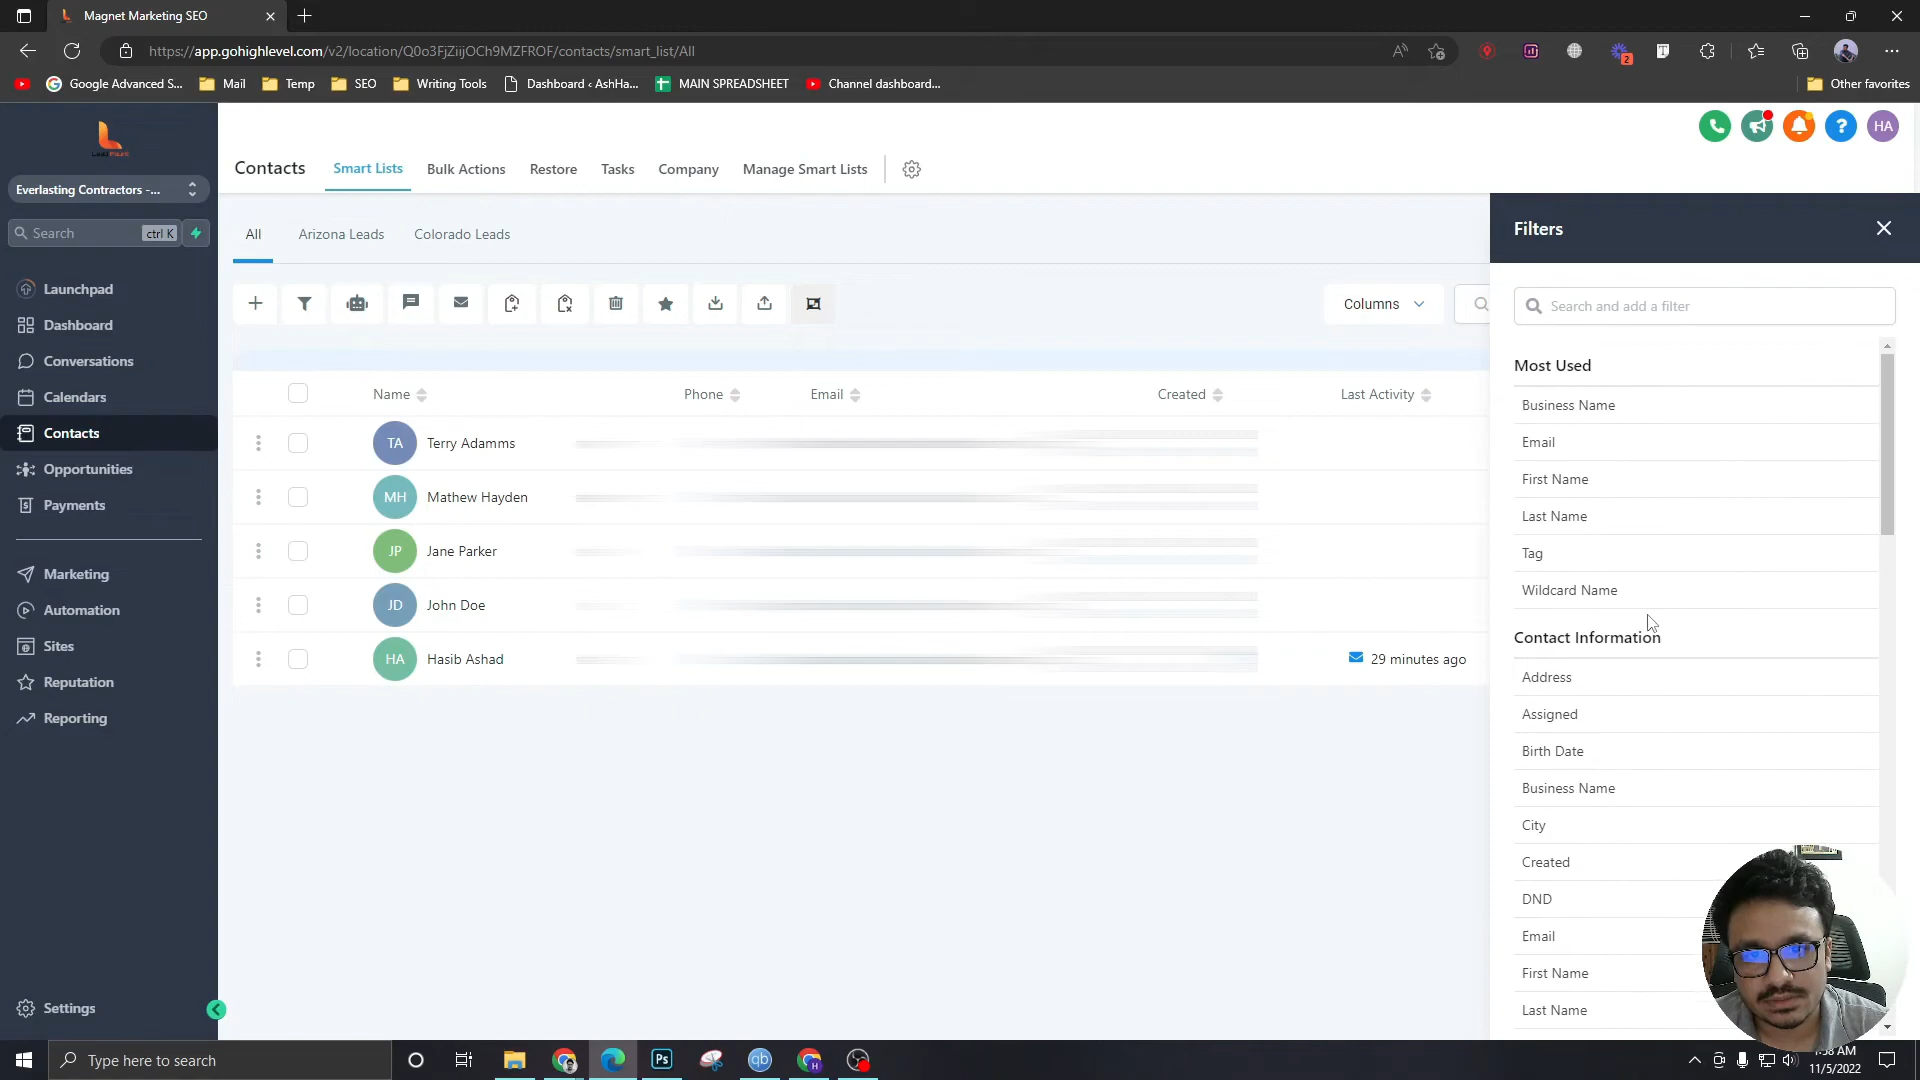 Magnet Marketing SEO
https://app.gohighlevel.com/v2/location/Q0o3FjZiijOCh9MZFROF/contacts/smart_list/All
2
Google Advanced S...
Mail
Temp
SEO
Writing Tools
Dashboard ‹ AshHa...
MAIN SPREADSHEET
Channel dashboard...
Other favorites
? HA
Everlasting Contractors -...
Search ctrl K
Launchpad
Dashboard
Conversations
Calendars
Contacts
Opportunities
Payments
Marketing
Automation
Sites
Reputation
Reporting
Settings
Contacts Smart Lists Bulk Actions Restore Tasks Company Manage Smart Lists
All Arizona Leads Colorado Leads
Columns
Name Phone Email Created Last Activity
TA Terry Adamms
MH Mathew Hayden
JP Jane Parker
JD John Doe
HA Hasib Ashad 29 minutes ago
Filters
Search and add a filter
Most Used
Business Name
Email
First Name
Last Name
Tag
Wildcard Name
Contact Information
Address
Assigned
Birth Date
Business Name
City
Created
DND
Email
First Name
Last Name
Type here to search
Ps
qb
H
11/5/2022